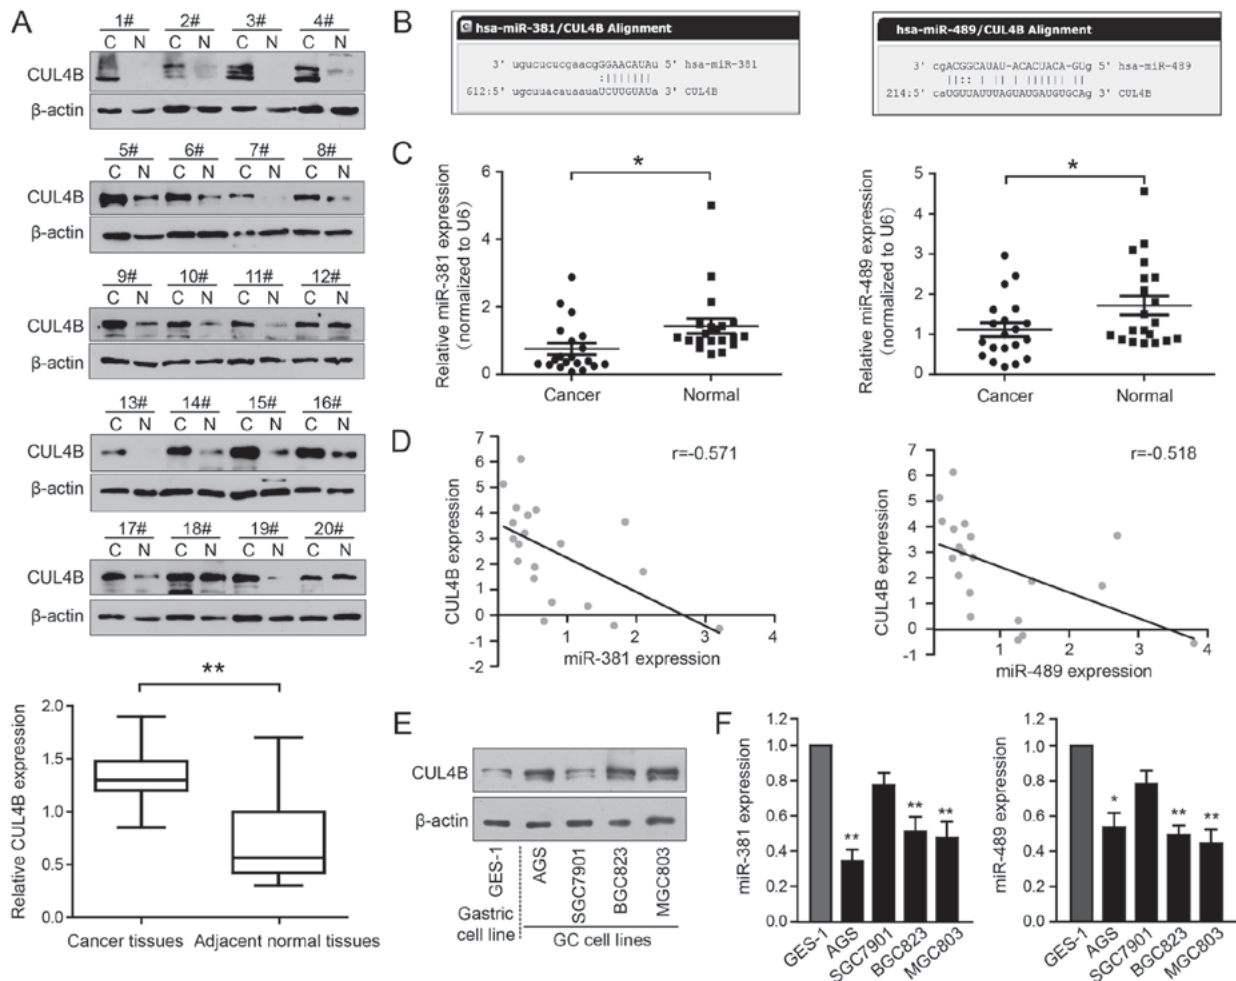 A
1# 2# 3# 4#
C N C N C N C N
CUL4B
β-actin
5# 6# 7# 8#
C N C N C N C N
CUL4B
β-actin
9# 10# 11# 12#
C N C N C N C N
CUL4B
β-actin
13# 14# 15# 16#
C N C N C N C N
CUL4B
β-actin
17# 18# 19# 20#
C N C N C N C N
CUL4B
β-actin
**
Relative CUL4B expression
2.0
1.5
1.0
0.5
0.0
Cancer tissues Adjacent normal tissues
B
hsa-miR-381/CUL4B Alignment
3' ugucucucgaacgGGAACAUAu 5' hsa-miR-381
:|||||||
612:5' ugcuuacauaauaUCUUGUAUa 3' CUL4B
hsa-miR-489/CUL4B Alignment
3' cgACGGCAUAU-ACACUACA-GUg 5' hsa-miR-489
214:5' caUGUUAUUUAGUAUGAUGUGCAg 3' CUL4B
C
Relative miR-381 expression
(normalized to U6)
6
4
2
0
*
Cancer Normal
Relative miR-489 expression
(normalized to U6)
5
4
3
2
1
0
*
Cancer Normal
D
CUL4B expression
7
6
5
4
3
2
1
0
-1
-2
r=-0.571
1 2 3 4
miR-381 expression
CUL4B expression
7
6
5
4
3
2
1
0
-1
r=-0.518
1 2 3 4
miR-489 expression
E
CUL4B
β-actin
GES-1
AGS
SGC7901
BGC823
MGC803
Gastric
cell line
GC cell lines
F
miR-381 expression
1.2
1.0
0.8
0.6
0.4
0.2
0.0
** ** **
GES-1
AGS
SGC7901
BGC823
MGC803
miR-489 expression
1.2
1.0
0.8
0.6
0.4
0.2
0.0
* ** **
GES-1
AGS
SGC7901
BGC823
MGC803